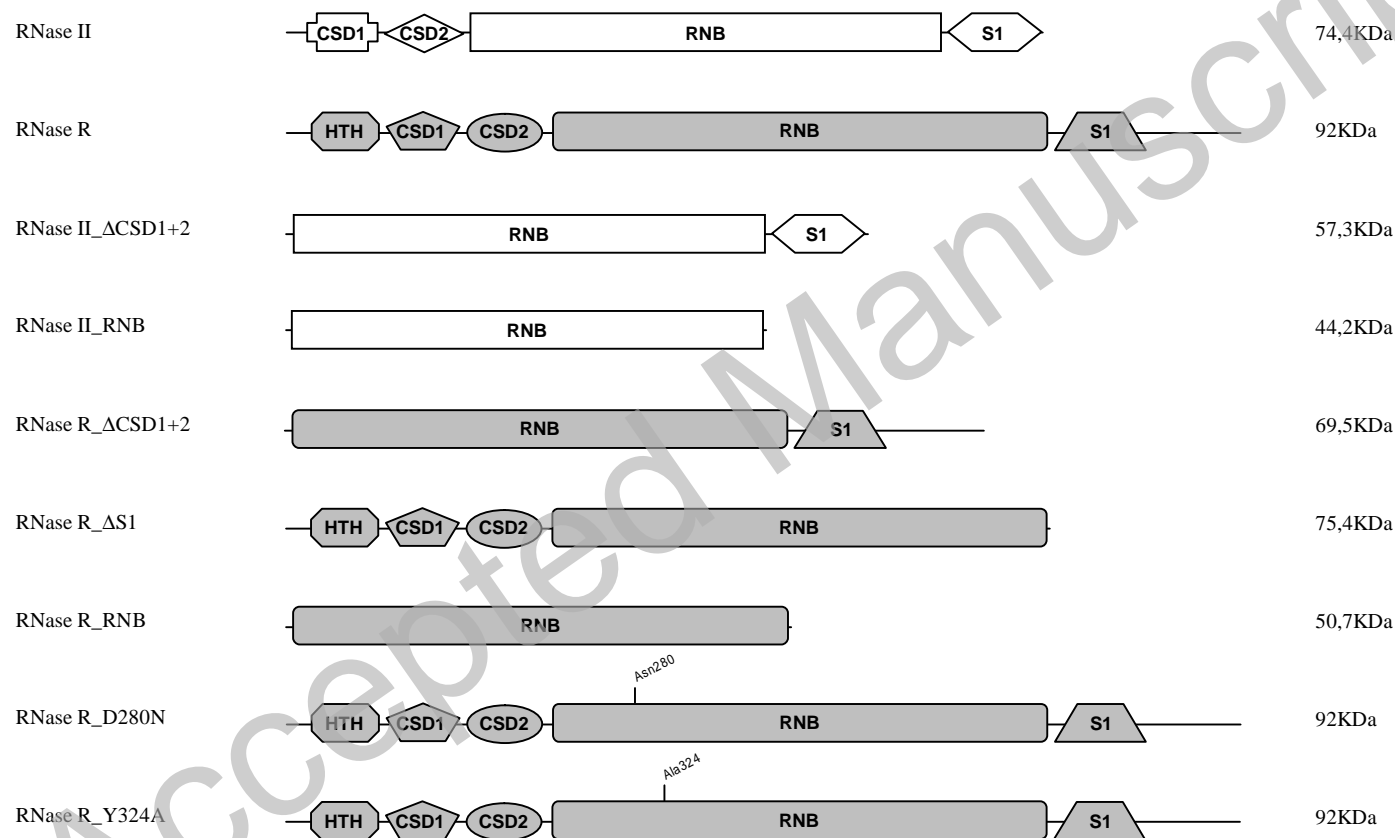 RNase II CSD1 CSD2 RNB S1 74,4KDa
RNase R HTH CSD1 CSD2 RNB S1 92KDa
RNase II_ΔCSD1+2 RNB S1 57,3KDa
RNase II_RNB RNB 44,2KDa
RNase R_ΔCSD1+2 RNB S1 69,5KDa
RNase R_ΔS1 HTH CSD1 CSD2 RNB 75,4KDa
RNase R_RNB RNB 50,7KDa
Asn280
RNase R_D280N HTH CSD1 CSD2 RNB S1 92KDa
Ala324
RNase R_Y324A HTH CSD1 CSD2 RNB S1 92KDa
Accepted Manuscri